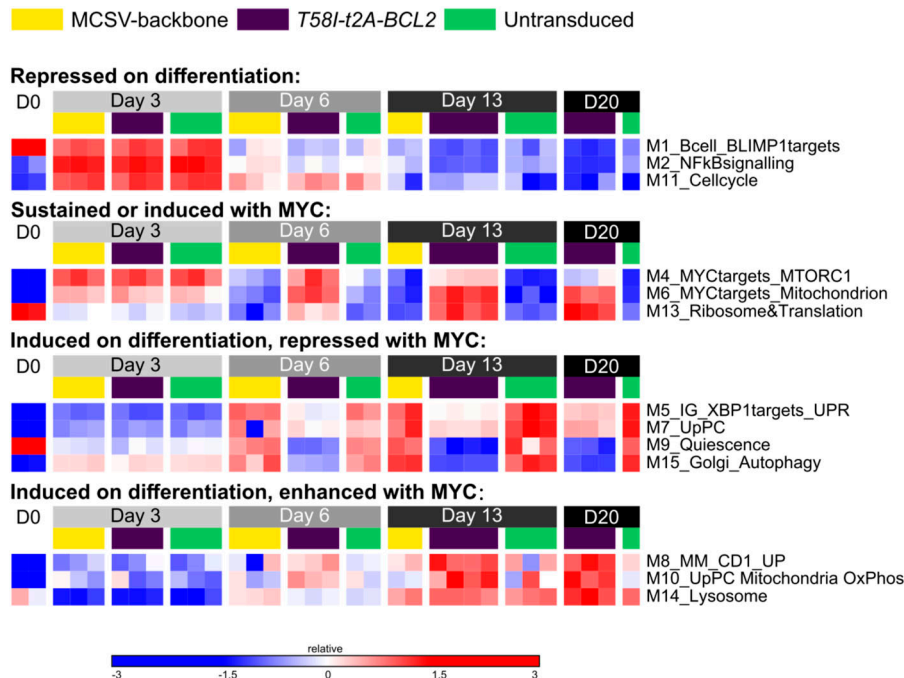 MCSV-backbone T58I-t2A-BCL2 Untransduced
Repressed on differentiation:
D0 Day 3 Day 6 Day 13 D20
M1_Bcell_BLIMP1targets
M2_NFkBsignalling
M11_Cellcycle
Sustained or induced with MYC:
D0 Day 3 Day 6 Day 13 D20
M4_MYCtargets_MTORC1
M6_MYCtargets_Mitochondrion
M13_Ribosome&Translation
Induced on differentiation, repressed with MYC:
D0 Day 3 Day 6 Day 13 D20
M5_IG_XBP1targets_UPR
M7_UpPC
M9_Quiescence
M15_Golgi_Autophagy
Induced on differentiation, enhanced with MYC:
D0 Day 3 Day 6 Day 13 D20
M8_MM_CD1_UP
M10_UpPC Mitochondria OxPhos
M14_Lysosome
relative
-3 -1.5 0 1.5 3